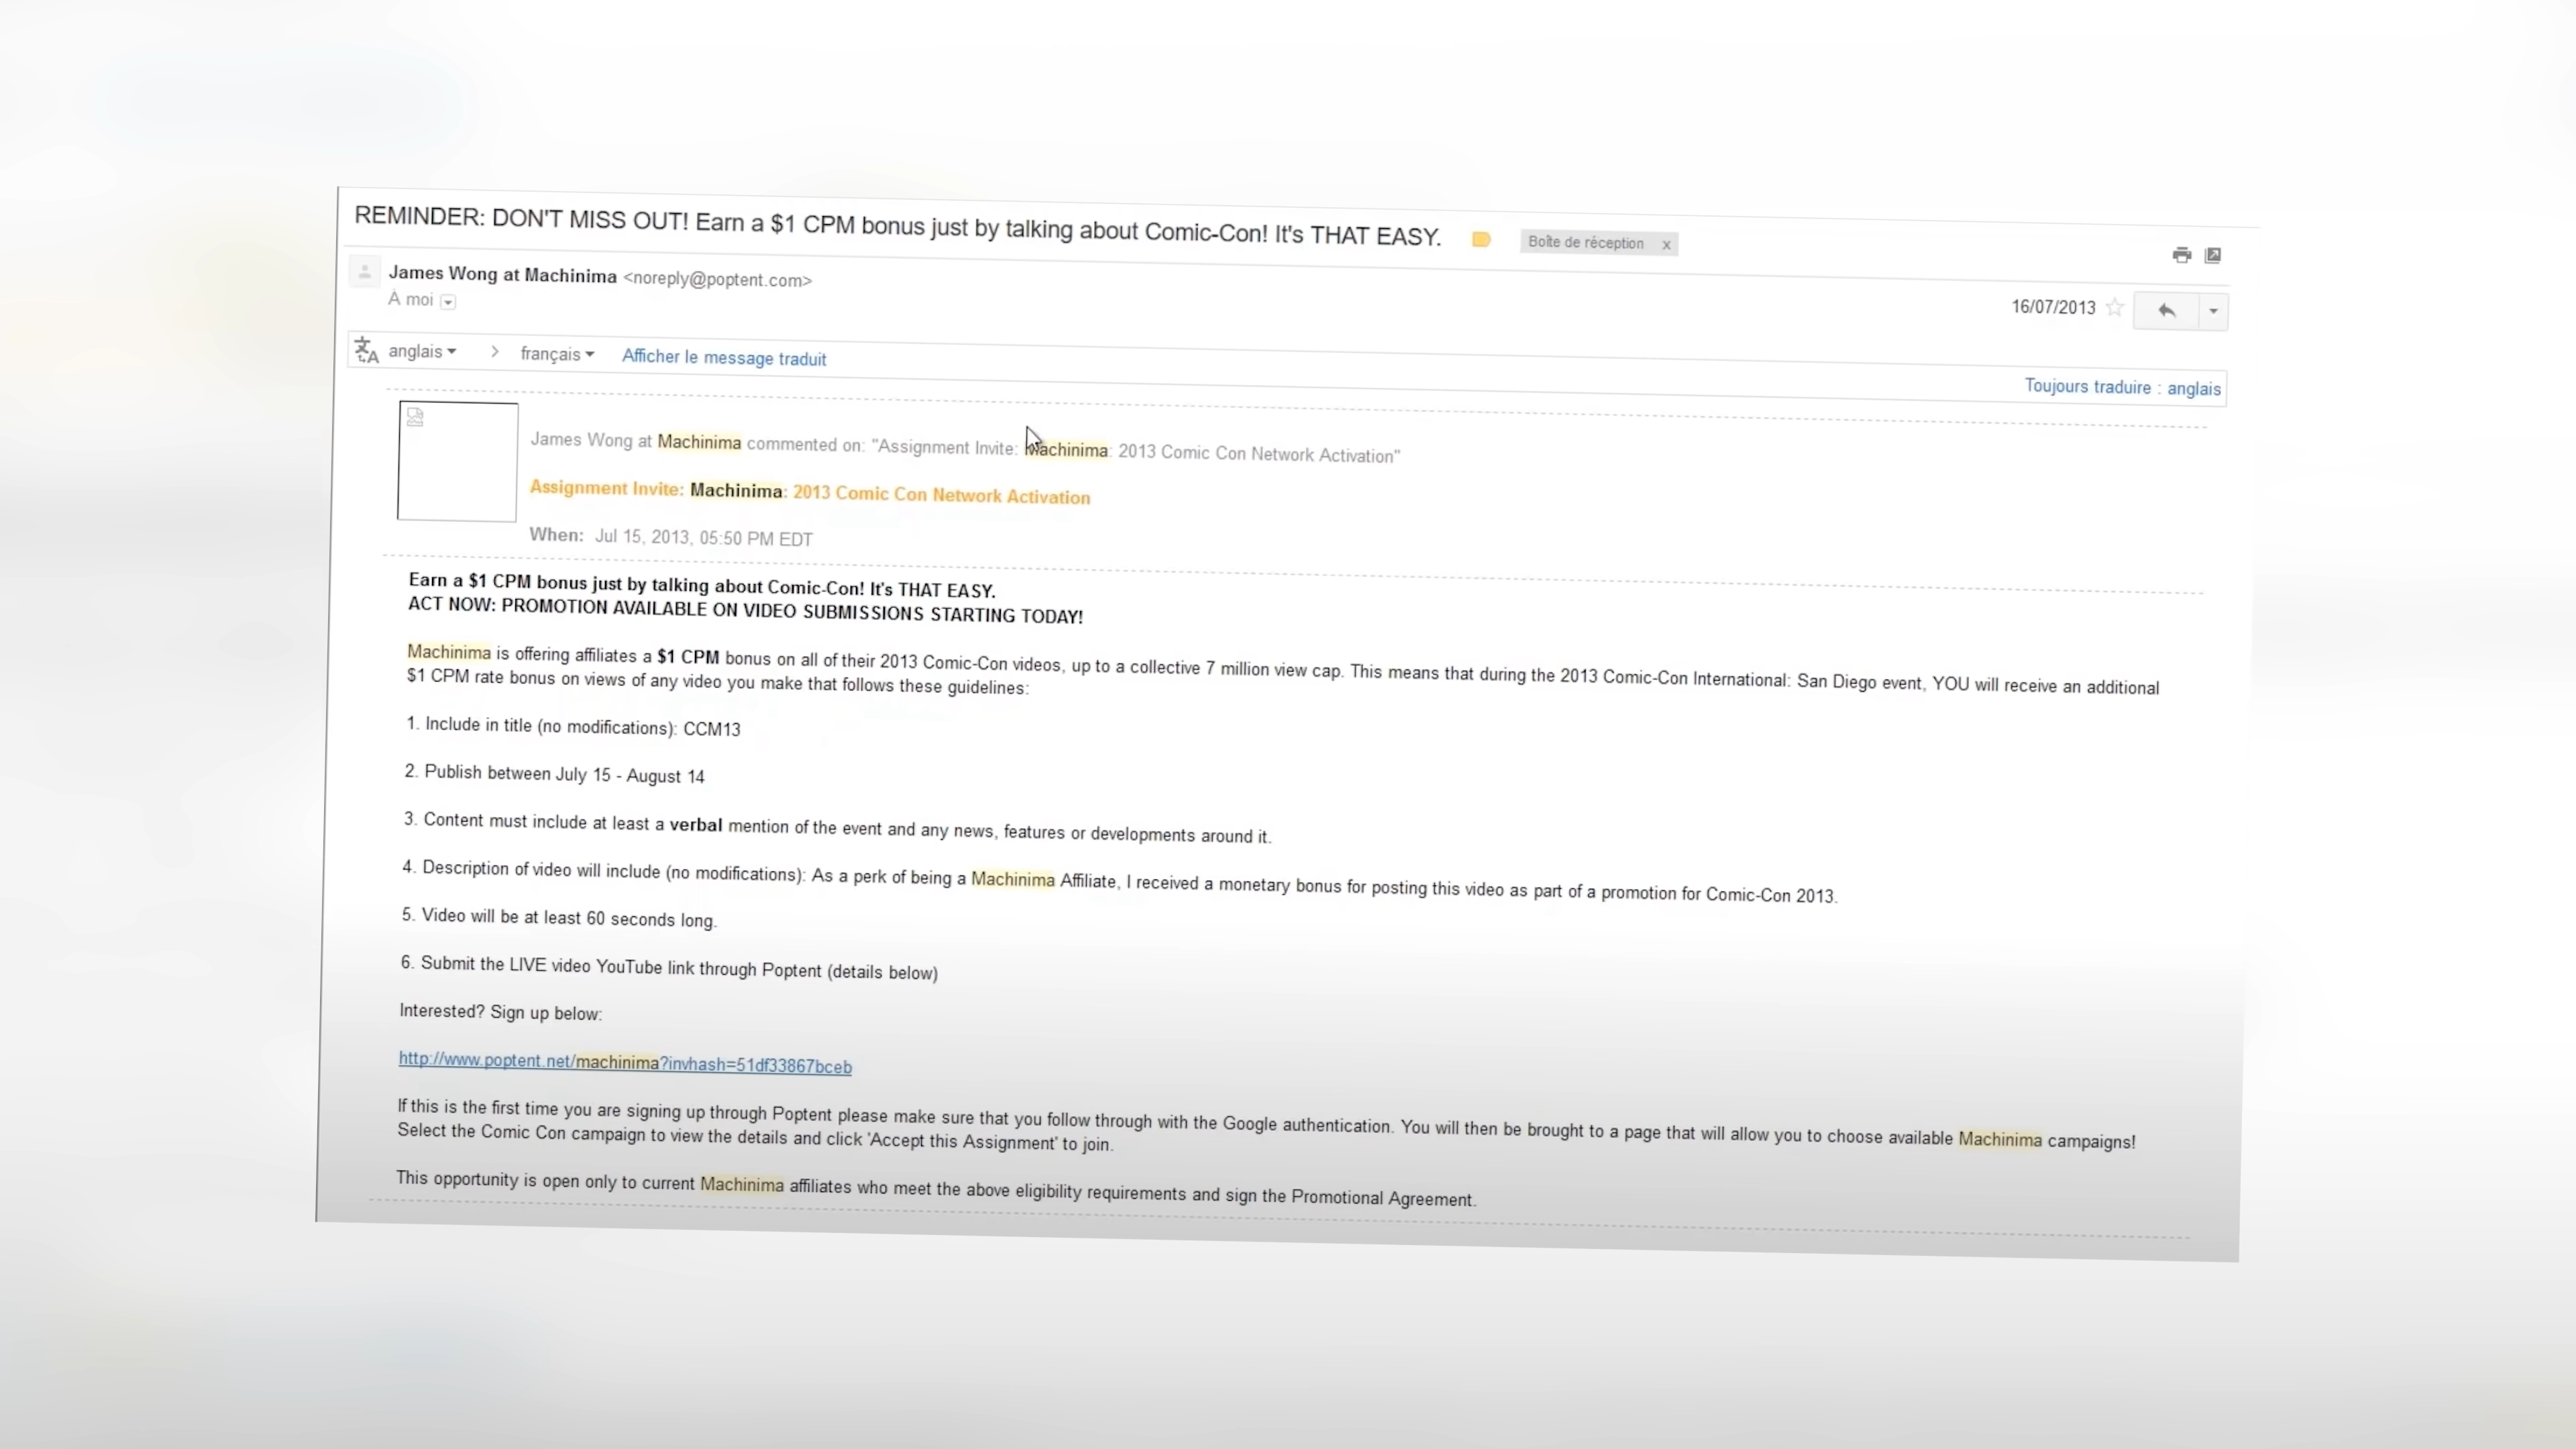 REMINDER: DON'T MISS OUT! Earn a $1 CPM bonus just by talking about Comic-Con! It's THAT EASY. Boîte de réception x
James Wong at Machinima <noreply@poptent.com>
16/07/2013
À moi
anglais > français Afficher le message traduit
Toujours traduire : anglais
James Wong at Machinima commented on: "Assignment Invite: Machinima: 2013 Comic Con Network Activation"
Assignment Invite: Machinima: 2013 Comic Con Network Activation
When: Jul 15, 2013, 05:50 PM EDT
Earn a $1 CPM bonus just by talking about Comic-Con! It's THAT EASY.
ACT NOW: PROMOTION AVAILABLE ON VIDEO SUBMISSIONS STARTING TODAY!
Machinima is offering affiliates a $1 CPM bonus on all of their 2013 Comic-Con videos, up to a collective 7 million view cap. This means that during the 2013 Comic-Con International: San Diego event, YOU will receive an additional
$1 CPM rate bonus on views of any video you make that follows these guidelines:
1. Include in title (no modifications): CCM13
2. Publish between July 15 - August 14
3. Content must include at least a verbal mention of the event and any news, features or developments around it.
4. Description of video will include (no modifications): As a perk of being a Machinima Affiliate, I received a monetary bonus for posting this video as part of a promotion for Comic-Con 2013.
5. Video will be at least 60 seconds long.
6. Submit the LIVE video YouTube link through Poptent (details below)
Interested? Sign up below:
http://www.poptent.net/machinima?invhash=51df33867bceb
If this is the first time you are signing up through Poptent please make sure that you follow through with the Google authentication. You will then be brought to a page that will allow you to choose available Machinima campaigns!
Select the Comic Con campaign to view the details and click 'Accept this Assignment' to join.
This opportunity is open only to current Machinima affiliates who meet the above eligibility requirements and sign the Promotional Agreement.